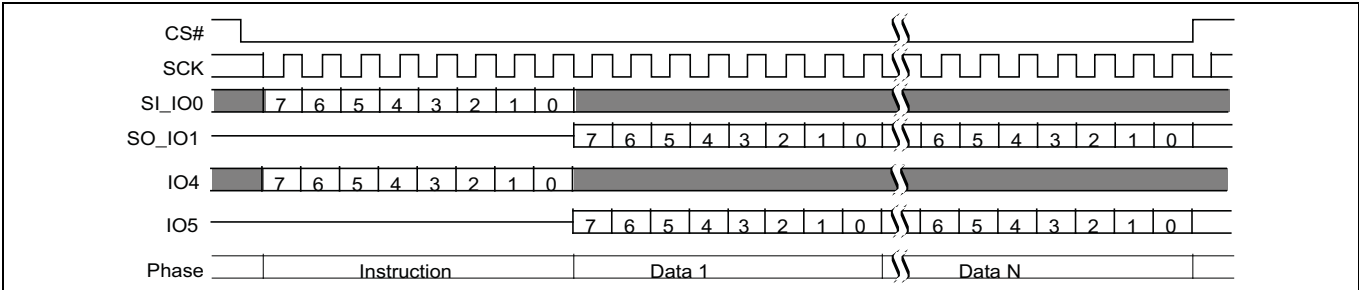 CS#
SCK
SI_IO0 7 6 5 4 3 2 1 0
SO_IO1 7 6 5 4 3 2 1 0 6 5 4 3 2 1 0
IO4 7 6 5 4 3 2 1 0
IO5 7 6 5 4 3 2 1 0 6 5 4 3 2 1 0
Phase Instruction Data 1 Data N